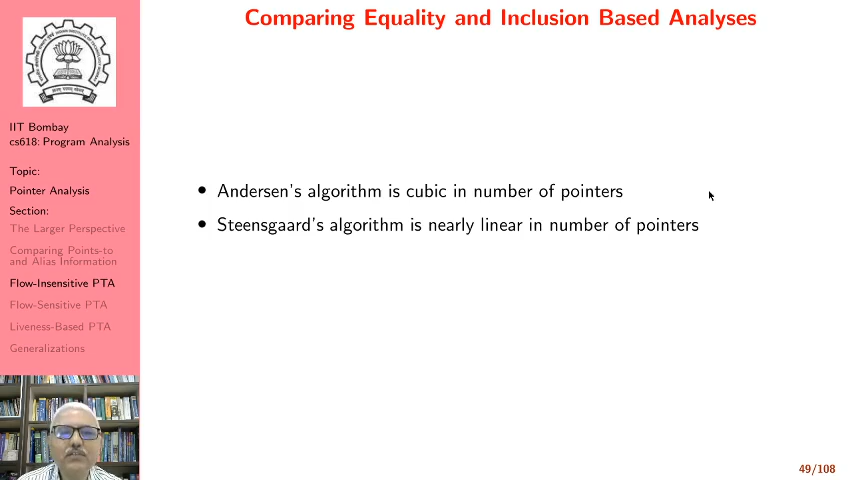 Comparing Equality and Inclusion Based Analyses
IIT Bombay
cs618: Program Analysis
Topic:
Pointer Analysis
Section:
The Larger Perspective
Comparing Points-to
and Alias Information
Flow-Insensitive PTA
Flow-Sensitive PTA
Liveness-Based PTA
Generalizations
• Andersen's algorithm is cubic in number of pointers
• Steensgaard's algorithm is nearly linear in number of pointers
49/108